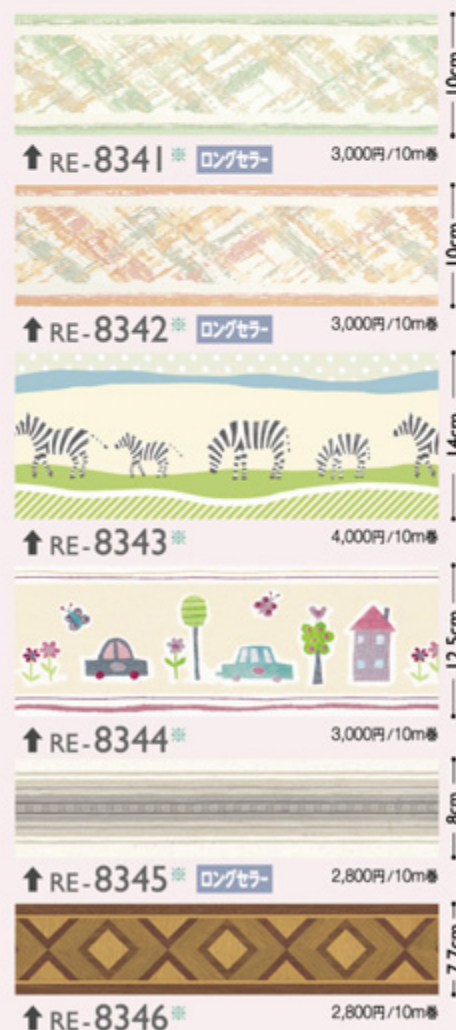 10cm
↑ RE-8341※ ロングセラー 3,000円/10m巻
10cm
↑ RE-8342※ ロングセラー 3,000円/10m巻
14cm
↑ RE-8343※ 4,000円/10m巻
12.5cm
↑ RE-8344※ 3,000円/10m巻
8cm
↑ RE-8345※ ロングセラー 2,800円/10m巻
7.7cm
↑ RE-8346※ 2,800円/10m巻